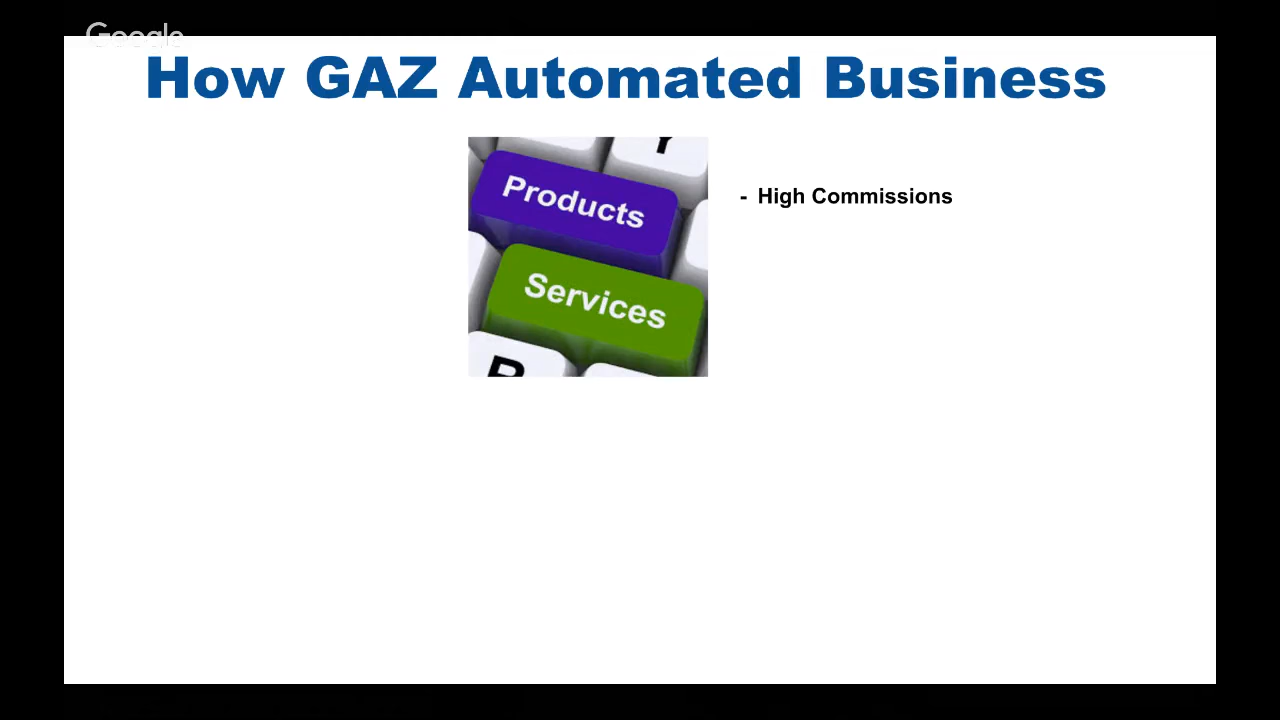 Google
How GAZ Automated Business
Y
Products
- High Commissions
Services
R